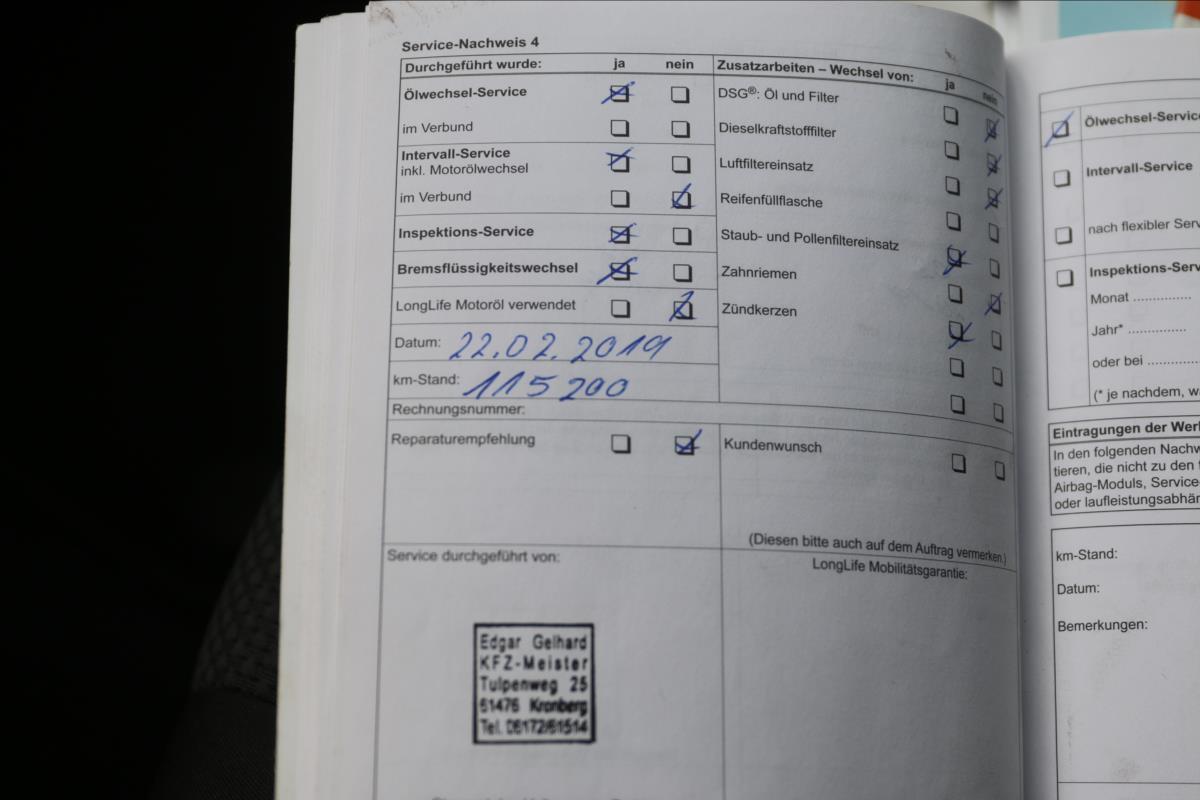 Service-Nachweis 4
Durchgeführt wurde: ja nein
Ölwechsel-Service
im Verbund
Intervall-Service
inkl. Motorölwechsel
im Verbund
Inspektions-Service
Bremsflüssigkeitswechsel
LongLife Motoröl verwendet
Datum: 22.02.2019
km-Stand: 115200
Rechnungsnummer:
Reparaturempfehlung
Zusatzarbeiten – Wechsel von: ja nein
DSG®: Öl und Filter
Dieselkraftstofffilter
Luftfiltereinsatz
Reifenfüllflasche
Staub- und Pollenfiltereinsatz
Zahnriemen
Zündkerzen
Kundenwunsch
(Diesen bitte auch auf dem Auftrag vermerken.)
Service durchgeführt von:
LongLife Mobilitätsgarantie:
Edgar Gelhard
KFZ-Meister
Tulpenweg 25
61476 Kronberg
Tel. 06172/61514
Ölwechsel-Service
Intervall-Service
nach flexibler Serv
Inspektions-Serv
Monat ...............
Jahr* ...............
oder bei ...........
(* je nachdem, w
Eintragungen der Werk
In den folgenden Nachw
tieren, die nicht zu den
Airbag-Moduls, Service
oder laufleistungsabhän
km-Stand:
Datum:
Bemerkungen: